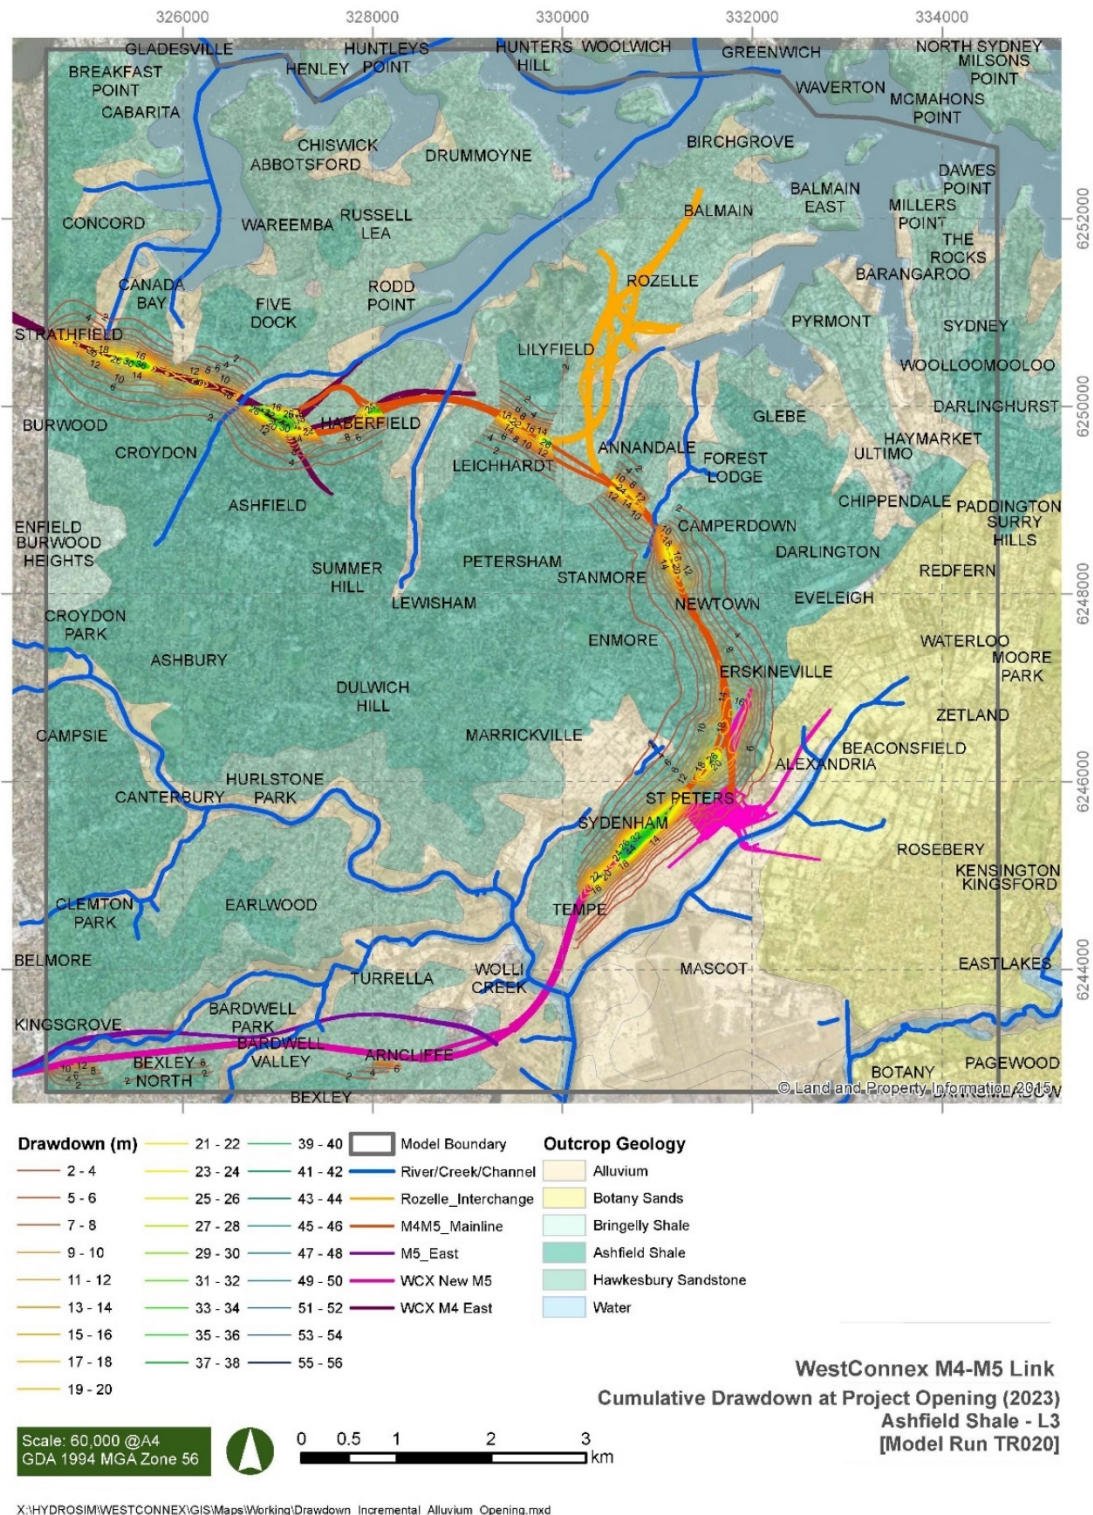 326000 328000 330000 332000 334000
GLADESVILLE
HUNTLEYS
POINT
HUNTERS
HILL
WOOLWICH
GREENWICH
NORTH SYDNEY
MILSONS
POINT
BREAKFAST
POINT
HENLEY
WAVERTON
CABARITA
MCMAHONS
POINT
CHISWICK
ABBOTSFORD
DRUMMOYNE
BIRCHGROVE
DAWES
POINT
BALMAIN
EAST
MILLERS
POINT
CONCORD
WAREEMBA
RUSSELL
LEA
BALMAIN
6252000
THE
ROCKS
BARANGAROO
CANADA
BAY
RODD
POINT
ROZELLE
FIVE
DOCK
PYRMONT
SYDNEY
STRATHFIELD
LILYFIELD
WOOLLOOMOOLOO
BURWOOD
HABERFIELD
GLEBE
DARLINGHURST
6250000
CROYDON
LEICHHARDT
ANNANDALE
FOREST
LODGE
HAYMARKET
ULTIMO
ASHFIELD
CHIPPENDALE
PADDINGTON
SURRY
HILLS
ENFIELD
BURWOOD
HEIGHTS
CAMPERDOWN
DARLINGTON
SUMMER
HILL
PETERSHAM
STANMORE
REDFERN
LEWISHAM
NEWTOWN
EVELEIGH
6248000
CROYDON
PARK
ENMORE
WATERLOO
MOORE
PARK
ASHBURY
ERSKINEVILLE
DULWICH
HILL
ZETLAND
CAMPSIE
MARRICKVILLE
BEACONSFIELD
ALEXANDRIA
HURLSTONE
PARK
CANTERBURY
ST PETERS
6246000
SYDENHAM
ROSEBERY
KENSINGTON
KINGSFORD
CLEMTON
PARK
EARLWOOD
TEMPE
BELMORE
TURRELLA
WOLLI
CREEK
MASCOT
EASTLAKES
6244000
KINGSGROVE
BARDWELL
PARK
BARDWELL
VALLEY
ARNCLIFFE
BEXLEY
NORTH
BEXLEY
BOTANY
PAGEWOOD
© Land and Property Information 2015
BANKSMEADOW
Drawdown (m)
2 - 4
5 - 6
7 - 8
9 - 10
11 - 12
13 - 14
15 - 16
17 - 18
19 - 20
21 - 22
23 - 24
25 - 26
27 - 28
29 - 30
31 - 32
33 - 34
35 - 36
37 - 38
39 - 40
41 - 42
43 - 44
45 - 46
47 - 48
49 - 50
51 - 52
53 - 54
55 - 56
Model Boundary
River/Creek/Channel
Rozelle_Interchange
M4M5_Mainline
M5_East
WCX New M5
WCX M4 East
Outcrop Geology
Alluvium
Botany Sands
Bringelly Shale
Ashfield Shale
Hawkesbury Sandstone
Water
WestConnex M4-M5 Link
Cumulative Drawdown at Project Opening (2023)
Ashfield Shale - L3
[Model Run TR020]
Scale: 60,000 @A4
GDA 1994 MGA Zone 56
0 0.5 1 2 3
km
X:\HYDROSIM\WESTCONNEX\GIS\Maps\Working\Drawdown_Incremental_Alluvium_Opening.mxd